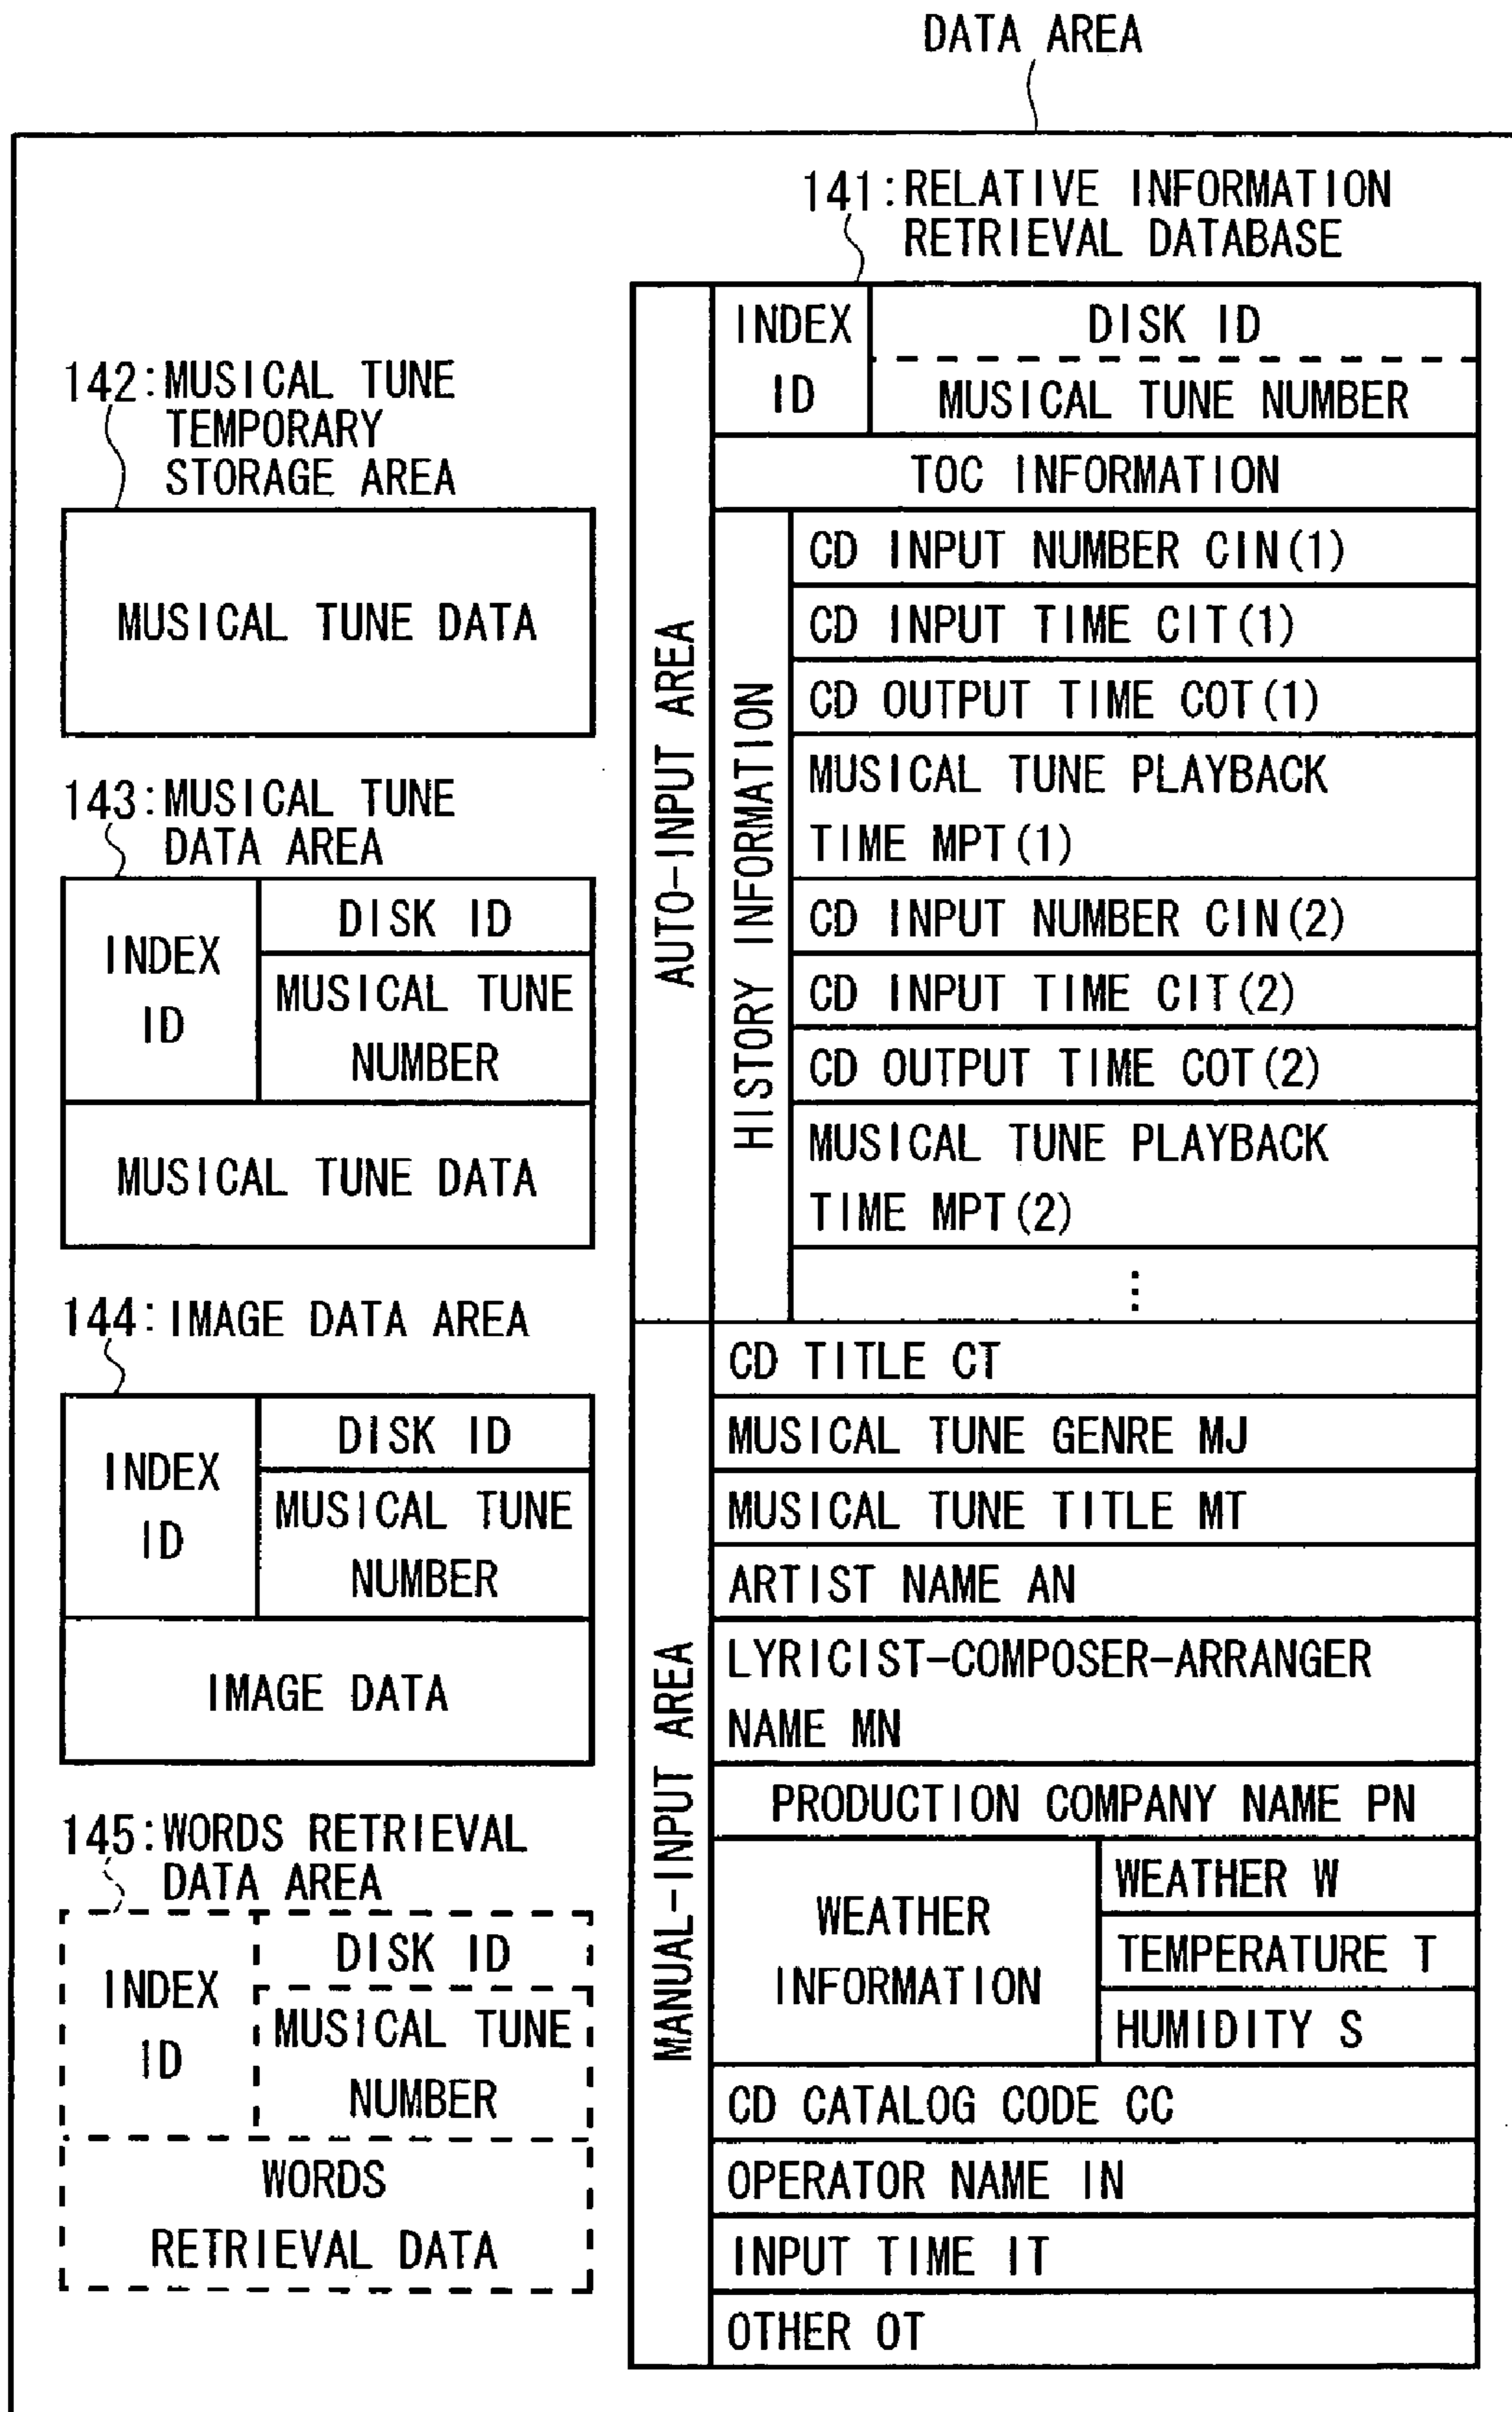 DATA AREA
141:RELATIVE INFORMATION
RETRIEVAL DATABASE
142:MUSICAL TUNE
TEMPORARY
STORAGE AREA
MUSICAL TUNE DATA
143:MUSICAL TUNE
DATA AREA
INDEX
ID
DISK ID
MUSICAL TUNE
NUMBER
MUSICAL TUNE DATA
144:IMAGE DATA AREA
INDEX
ID
DISK ID
MUSICAL TUNE
NUMBER
IMAGE DATA
145:WORDS RETRIEVAL
DATA AREA
INDEX
ID
DISK ID
MUSICAL TUNE
NUMBER
WORDS
RETRIEVAL DATA
AUTO-INPUT AREA
INDEX
ID
DISK ID
MUSICAL TUNE NUMBER
TOC INFORMATION
HISTORY INFORMATION
CD INPUT NUMBER CIN(1)
CD INPUT TIME CIT(1)
CD OUTPUT TIME COT(1)
MUSICAL TUNE PLAYBACK
TIME MPT(1)
CD INPUT NUMBER CIN(2)
CD INPUT TIME CIT(2)
CD OUTPUT TIME COT(2)
MUSICAL TUNE PLAYBACK
TIME MPT(2)
⋮
MANUAL-INPUT AREA
CD TITLE CT
MUSICAL TUNE GENRE MJ
MUSICAL TUNE TITLE MT
ARTIST NAME AN
LYRICIST-COMPOSER-ARRANGER
NAME MN
PRODUCTION COMPANY NAME PN
WEATHER
INFORMATION
WEATHER W
TEMPERATURE T
HUMIDITY S
CD CATALOG CODE CC
OPERATOR NAME IN
INPUT TIME IT
OTHER OT